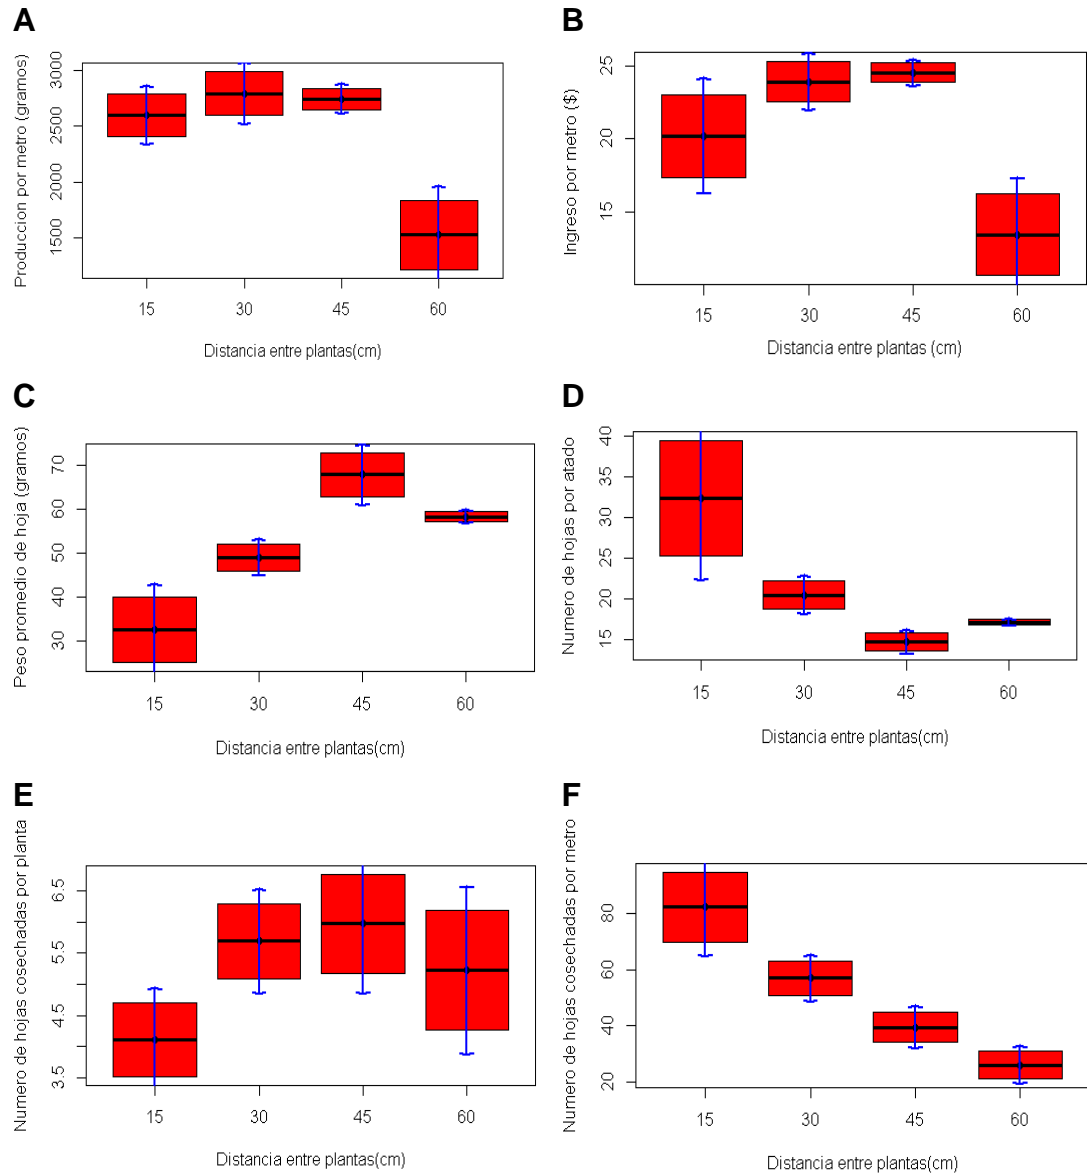 A
Produccion por metro (gramos)
3000
2500
2000
1500
15 30 45 60
Distancia entre plantas(cm)
B
Ingreso por metro ($)
25
20
15
15 30 45 60
Distancia entre plantas (cm)
C
Peso promedio de hoja (gramos)
70
60
50
40
30
15 30 45 60
Distancia entre plantas(cm)
D
Numero de hojas por atado
40
35
30
25
20
15
15 30 45 60
Distancia entre plantas(cm)
E
Numero de hojas cosechadas por planta
6.5
5.5
4.5
3.5
15 30 45 60
Distancia entre plantas(cm)
F
Numero de hojas cosechadas por metro
80
60
40
20
15 30 45 60
Distancia entre plantas(cm)